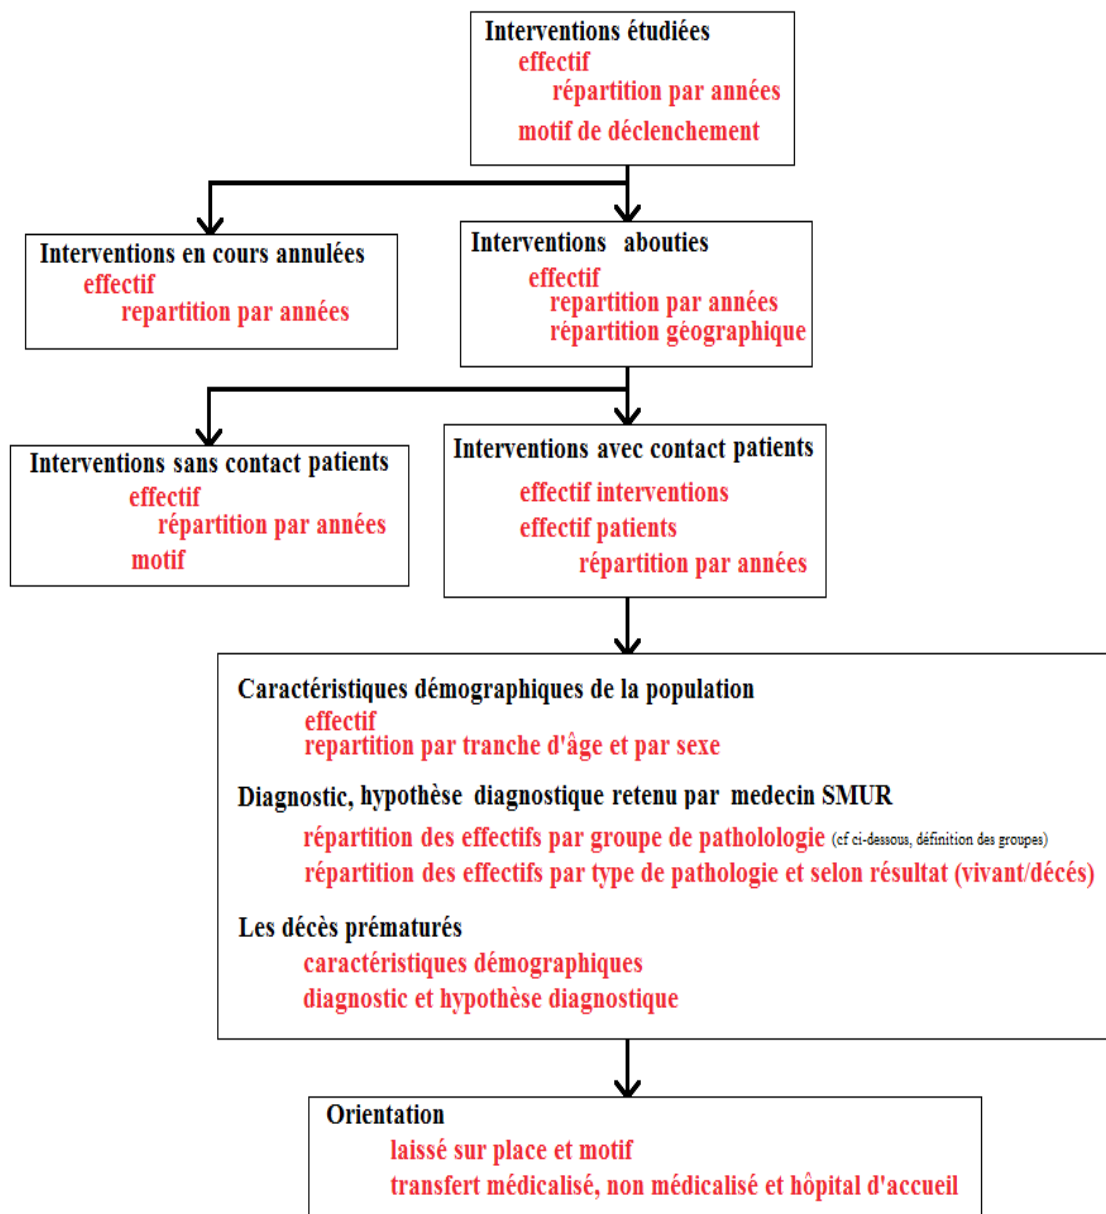 Interventions étudiées
effectif
répartition par années
motif de déclenchement
Interventions en cours annulées
effectif
repartition par années
Interventions abouties
effectif
repartition par années
répartition géographique
Interventions sans contact patients
effectif
répartition par années
motif
Interventions avec contact patients
effectif interventions
effectif patients
répartition par années
Caractéristiques démographiques de la population
effectif
repartition par tranche d'âge et par sexe
Diagnostic, hypothèse diagnostique retenu par medecin SMUR
répartition des effectifs par groupe de patholologie (cf ci-dessous, définition des groupes)
répartition des effectifs par type de pathologie et selon résultat (vivant/décés)
Les décès prématurés
caractéristiques démographiques
diagnostic et hypothèse diagnostique
Orientation
laissé sur place et motif
transfert médicalisé, non médicalisé et hôpital d'accueil